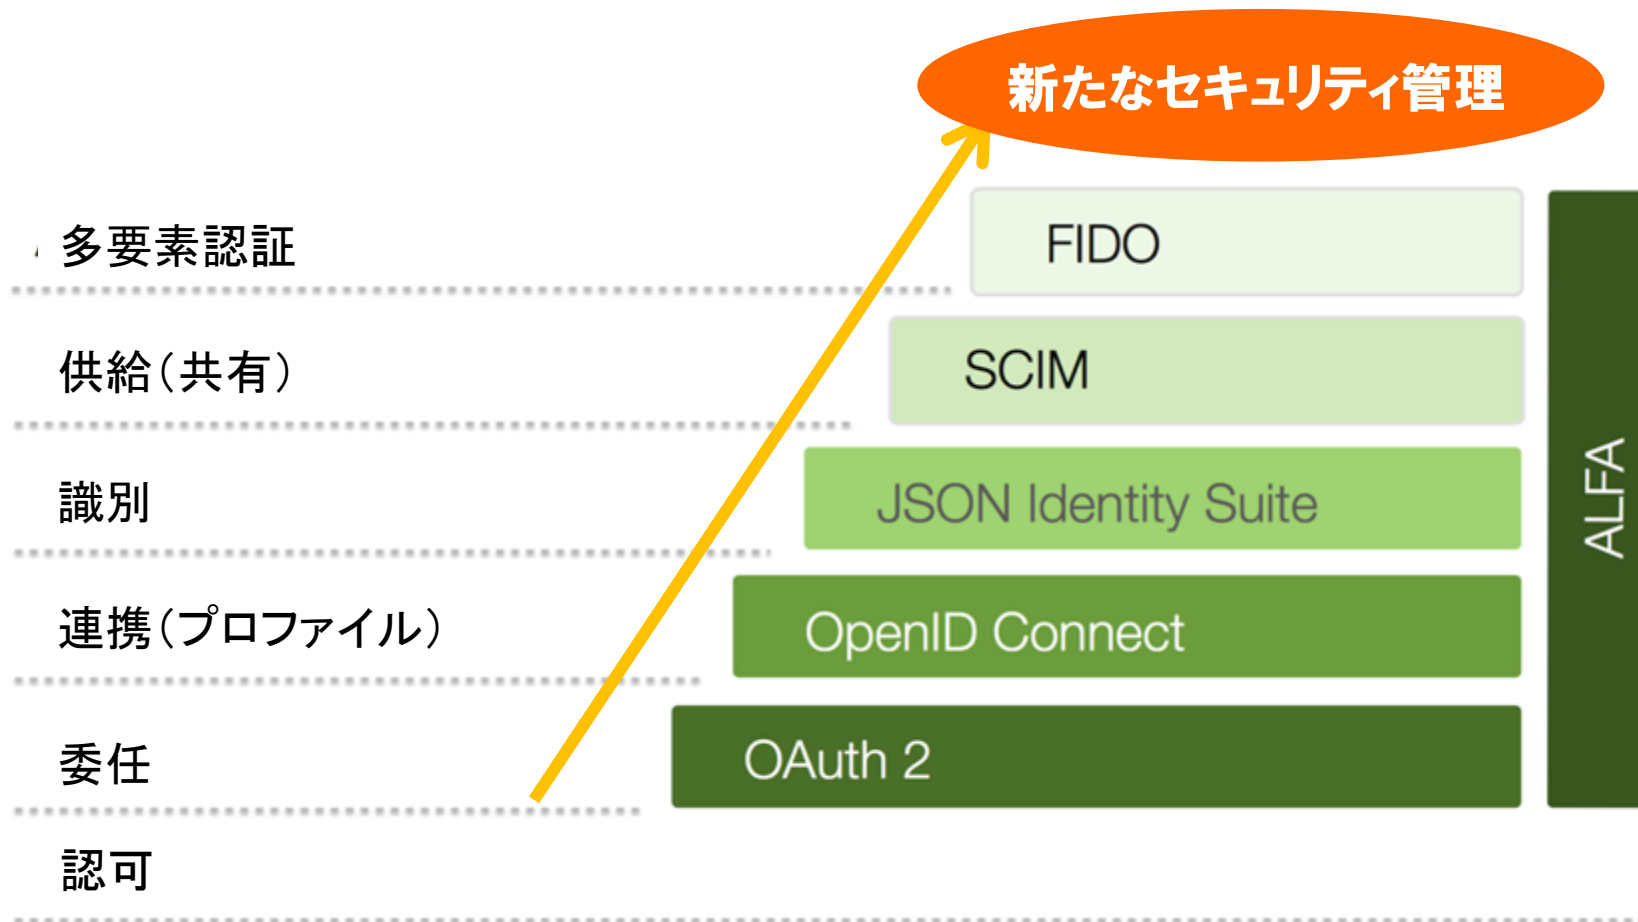 新たなセキュリティ管理
多要素認証
FIDO
供給（共有）
SCIM
識別
JSON Identity Suite
連携（プロファイル）
OpenID Connect
委任
OAuth 2
認可
ALFA